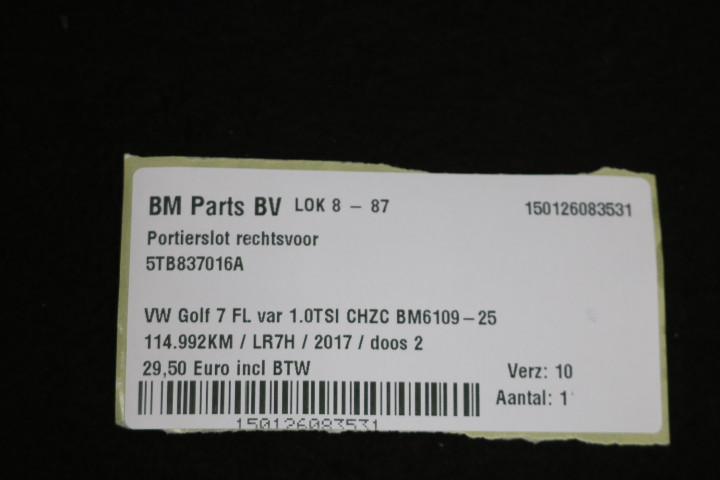 BM Parts BV LOK 8 - 87 150126083531
Portierslot rechtsvoor
5TB837016A
VW Golf 7 FL var 1.0TSI CHZC BM6109-25
114.992KM / LR7H / 2017 / doos 2
29,50 Euro incl BTW Verz: 10
Aantal: 1
150126083531